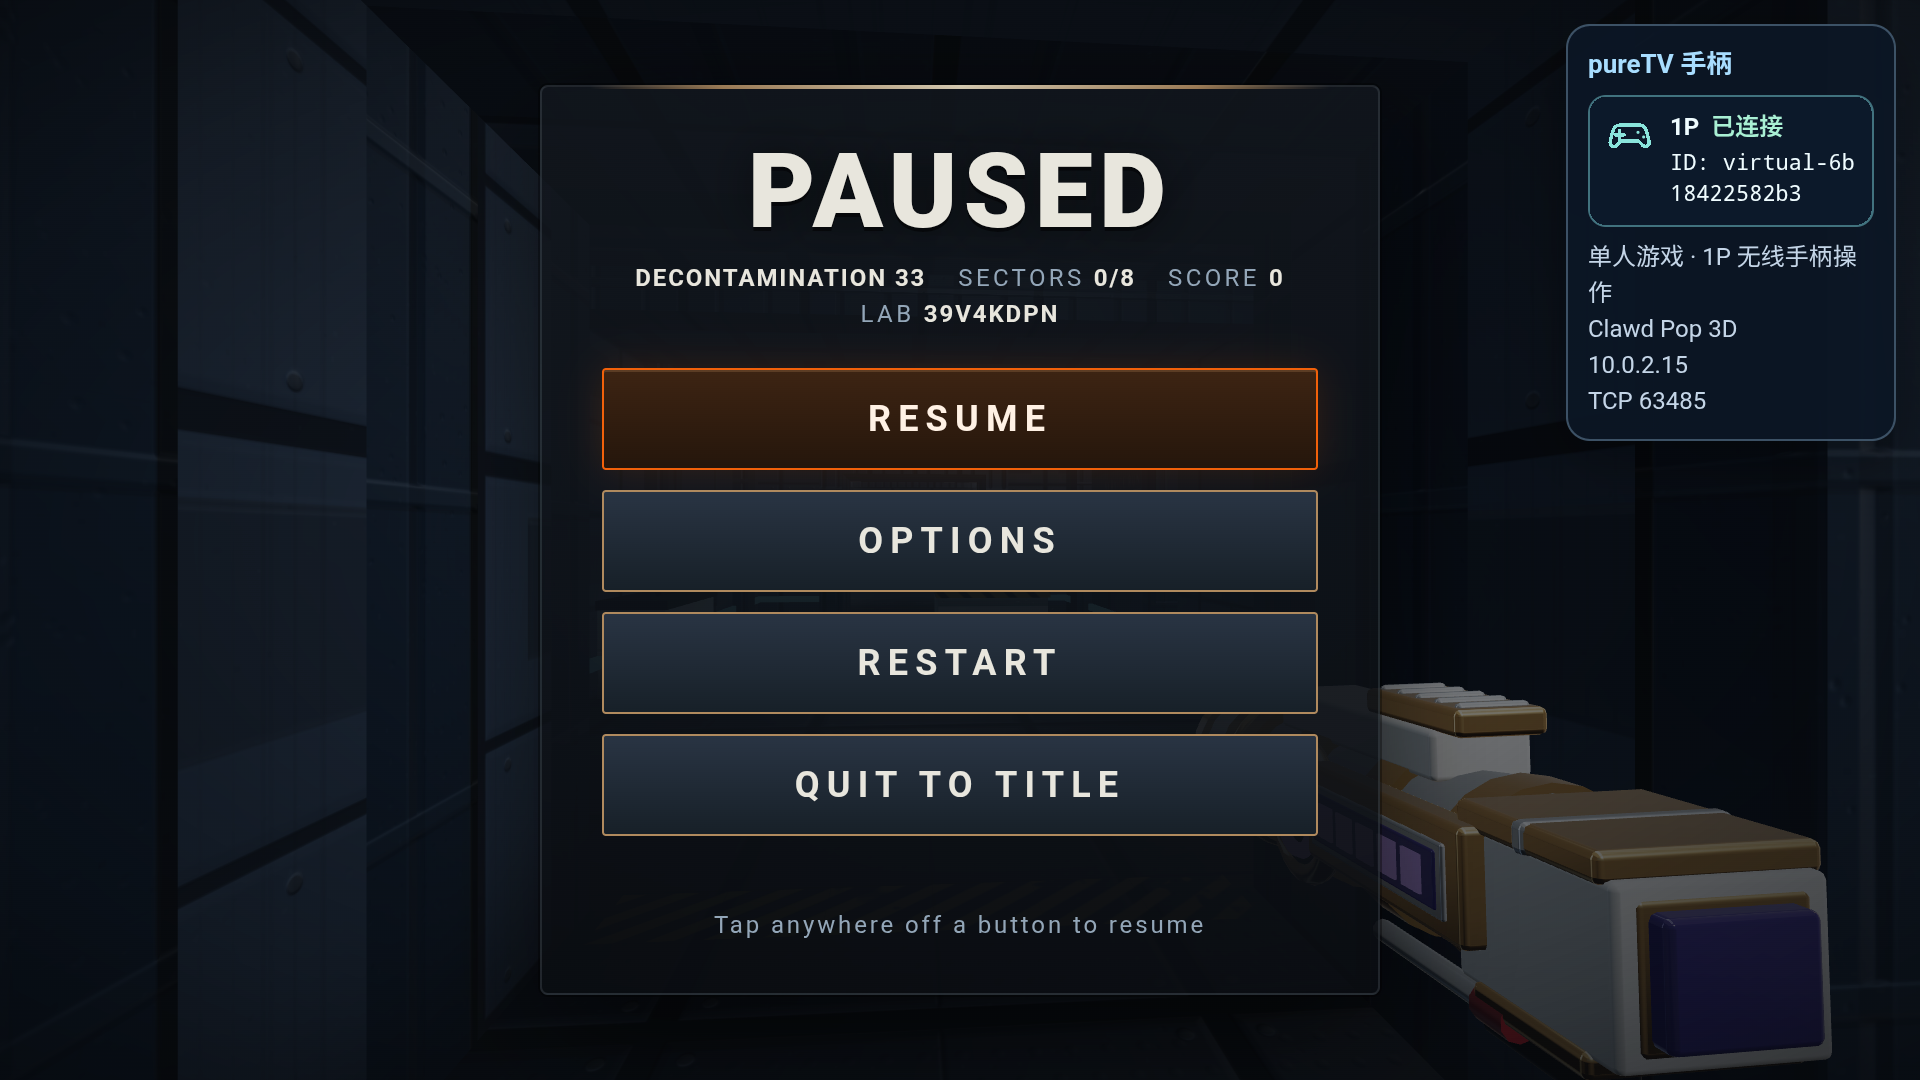 PAUSED
DECONTAMINATION 33 SECTORS 0/8 SCORE 0
LAB 39V4KDPN
RESUME
OPTIONS
RESTART
QUIT TO TITLE
Tap anywhere off a button to resume
pureTV 手柄
1P 已连接
ID: virtual-6b
18422582b3
单人游戏 · 1P 无线手柄操
作
Clawd Pop 3D
10.0.2.15
TCP 63485